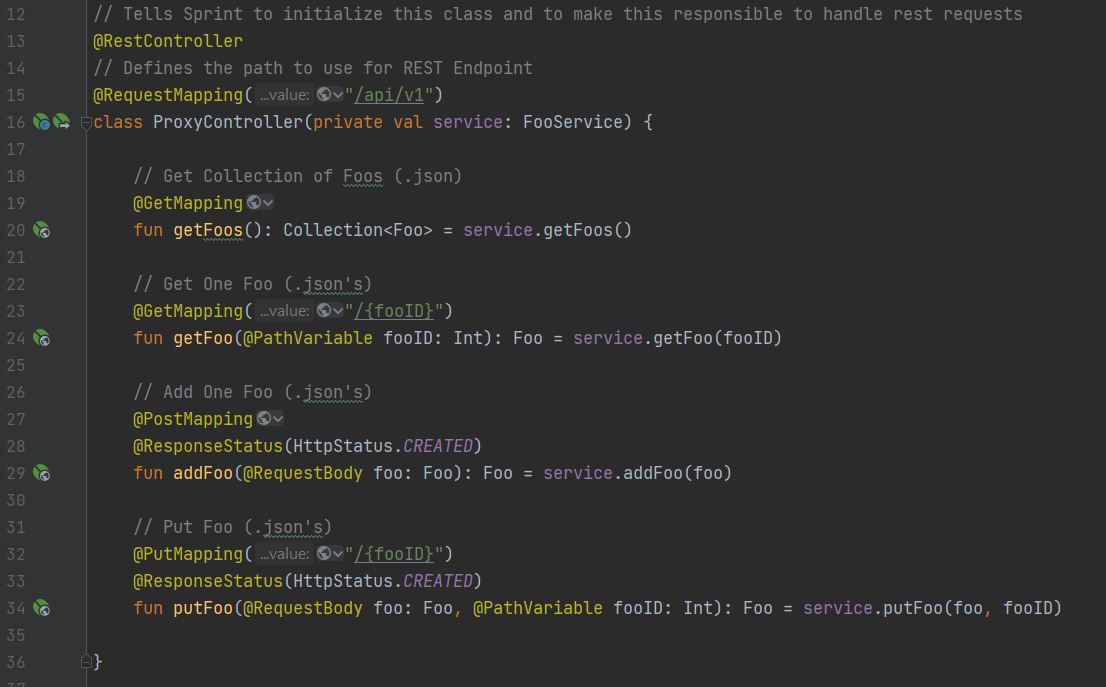 12 // Tells Sprint to initialize this class and to make this responsible to handle rest requests
13 @RestController
14 // Defines the path to use for REST Endpoint
15 @RequestMapping( ...value: "/api/v1")
16 class ProxyController(private val service: FooService) {
17
18 // Get Collection of Foos (.json)
19 @GetMapping
20 fun getFoos(): Collection<Foo> = service.getFoos()
21
22 // Get One Foo (.json's)
23 @GetMapping( ...value: "/{fooID}")
24 fun getFoo(@PathVariable fooID: Int): Foo = service.getFoo(fooID)
25
26 // Add One Foo (.json's)
27 @PostMapping
28 @ResponseStatus(HttpStatus.CREATED)
29 fun addFoo(@RequestBody foo: Foo): Foo = service.addFoo(foo)
30
31 // Put Foo (.json's)
32 @PutMapping( ...value: "/{fooID}")
33 @ResponseStatus(HttpStatus.CREATED)
34 fun putFoo(@RequestBody foo: Foo, @PathVariable fooID: Int): Foo = service.putFoo(foo, fooID)
35
36 }
37